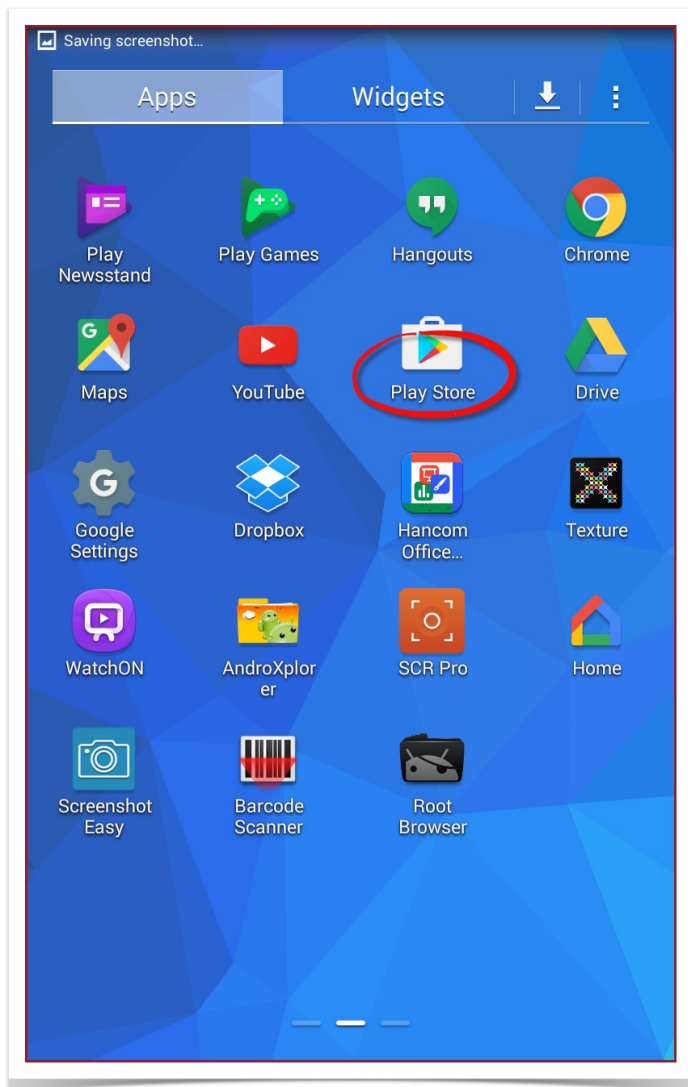 Saving screenshot...
Apps Widgets
Play Games Hangouts Chrome
Play
Newsstand
Maps YouTube Play Store Drive
Google
Settings
Dropbox
Hancom
Office...
Texture
WatchON
AndroXplor
er
SCR Pro
Home
Screenshot
Easy
Barcode
Scanner
Root
Browser